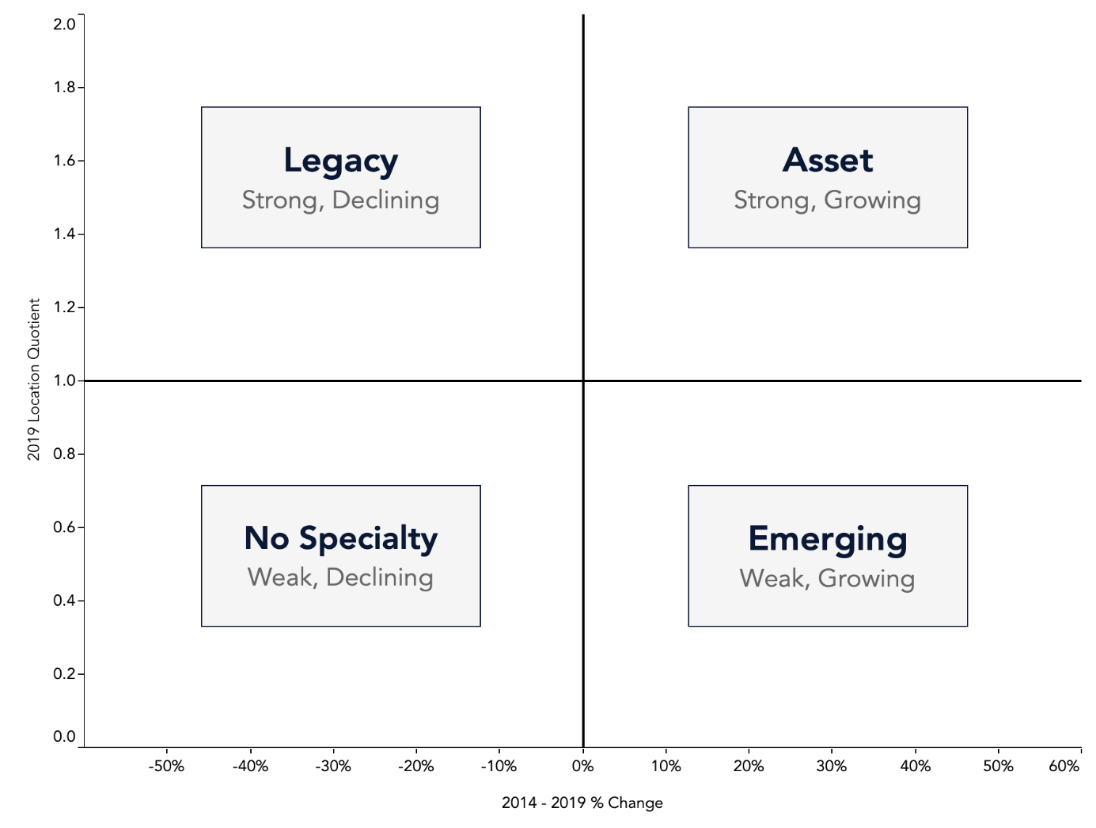 2.0
1.8
Legacy
Strong, Declining
Asset
Strong, Growing
1.6
1.4
1.2
2019 Location Quotient
1.0
0.8
No Specialty
Weak, Declining
Emerging
Weak, Growing
0.6
0.4
0.2
0.0
-50% -40% -30% -20% -10% 0% 10% 20% 30% 40% 50% 60%
2014 - 2019 % Change